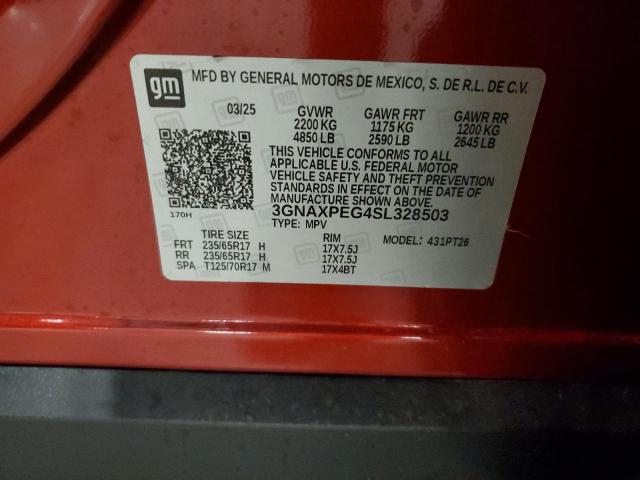 gm MFD BY GENERAL MOTORS DE MEXICO, S. DE R.L. DE C.V.
03/25 GVWR GAWR FRT GAWR RR
2200 KG 1175 KG 1200 KG
4850 LB 2590 LB 2645 LB
THIS VEHICLE CONFORMS TO ALL
APPLICABLE U.S. FEDERAL MOTOR
VEHICLE SAFETY AND THEFT PREVENTION
STANDARDS IN EFFECT ON THE DATE OF
MANUFACTURE SHOWN ABOVE.
3GNAXPEG4SL328503
170H
TYPE: MPV
TIRE SIZE RIM MODEL: 431PT26
FRT 235/65R17 H 17X7.5J
RR 235/65R17 H 17X7.5J
SPA T125/70R17 M 17X4BT